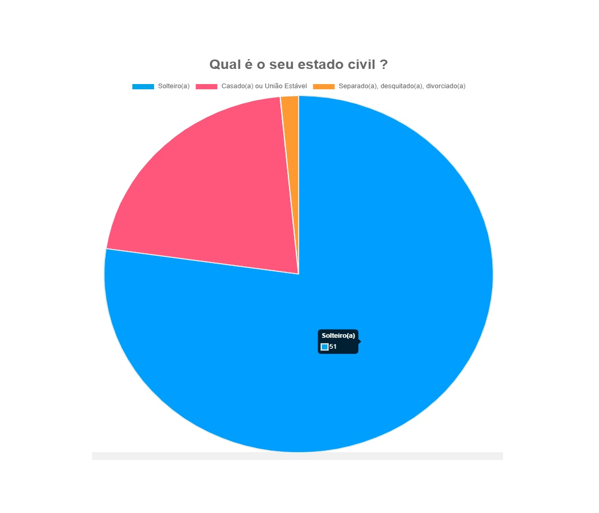 Qual é o seu estado civil ?
Solteiro(a) Casado(a) ou União Estável Separado(a), desquitado(a), divorciado(a)
Solteiro(a)
51